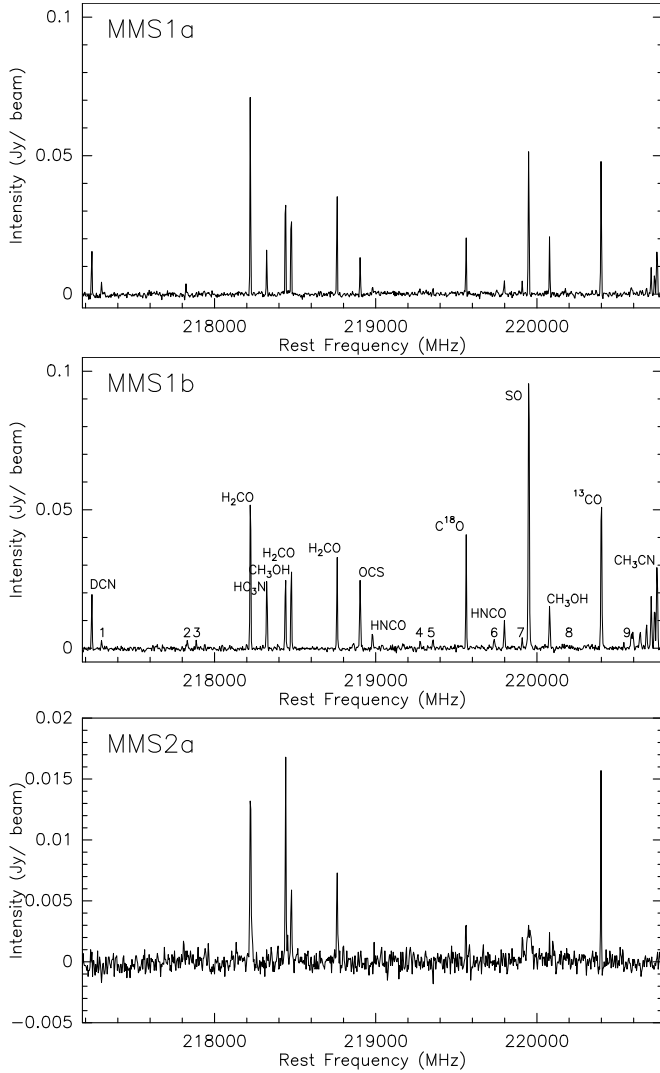 MMS1a
Intensity (Jy/ beam)
0.1
0.05
0
218000 219000 220000
Rest Frequency (MHz)
MMS1b
Intensity (Jy/ beam)
0.1
0.05
0
SO
H₂CO
¹³CO
C¹⁸O
H₂CO
H₂CO
CH₃OH
OCS
CH₃CN
DCN
HC₃N
CH₃OH
HNCO
HNCO
1 2 3 4 5 6 7 8 9
218000 219000 220000
Rest Frequency (MHz)
MMS2a
Intensity (Jy/ beam)
0.02
0.015
0.01
0.005
0
−0.005
218000 219000 220000
Rest Frequency (MHz)